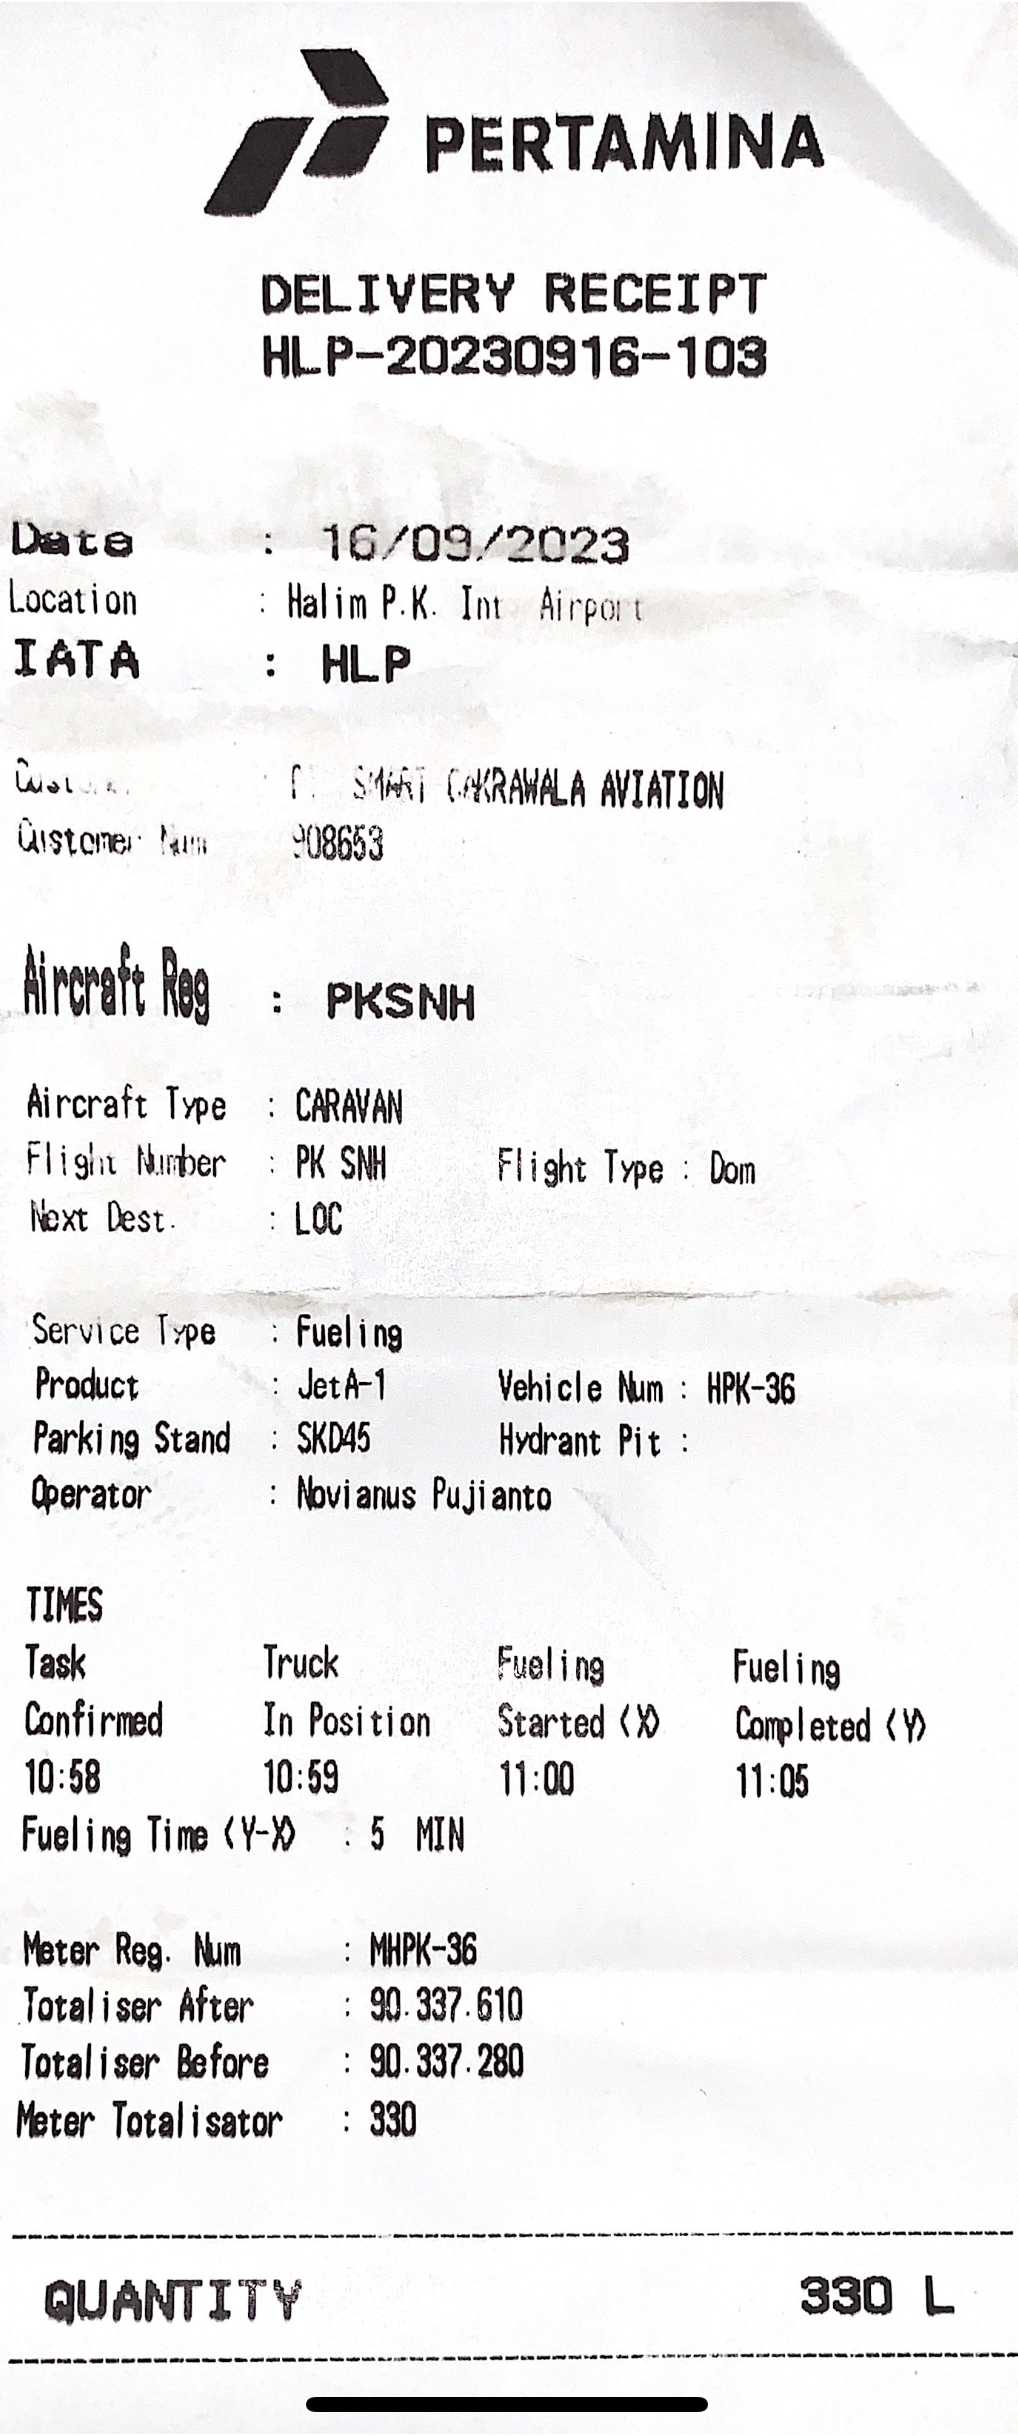 PERTAMINA
DELIVERY RECEIPT
HLP-20230916-103
Date : 16/09/2023
Location : Halim P.K. Int Airport
IATA : HLP
: SMART CAKRAWALA AVIATION
Customer Num 908653
Aircraft Reg : PKSNH
Aircraft Type : CARAVAN
Flight Number : PK SNH Flight Type : Dom
Next Dest. : LOC
Service Type : Fueling
Product : JetA-1 Vehicle Num : HPK-36
Parking Stand : SKD45 Hydrant Pit :
Operator : Novianus Pujianto
TIMES
Task Truck Fueling Fueling
Confirmed In Position Started (X) Completed (Y)
10:58 10:59 11:00 11:05
Fueling Time (Y-X) : 5 MIN
Meter Reg. Num : MHPK-36
Totaliser After : 90.337.610
Totaliser Before : 90.337.280
Meter Totalisator : 330
QUANTITY 330 L